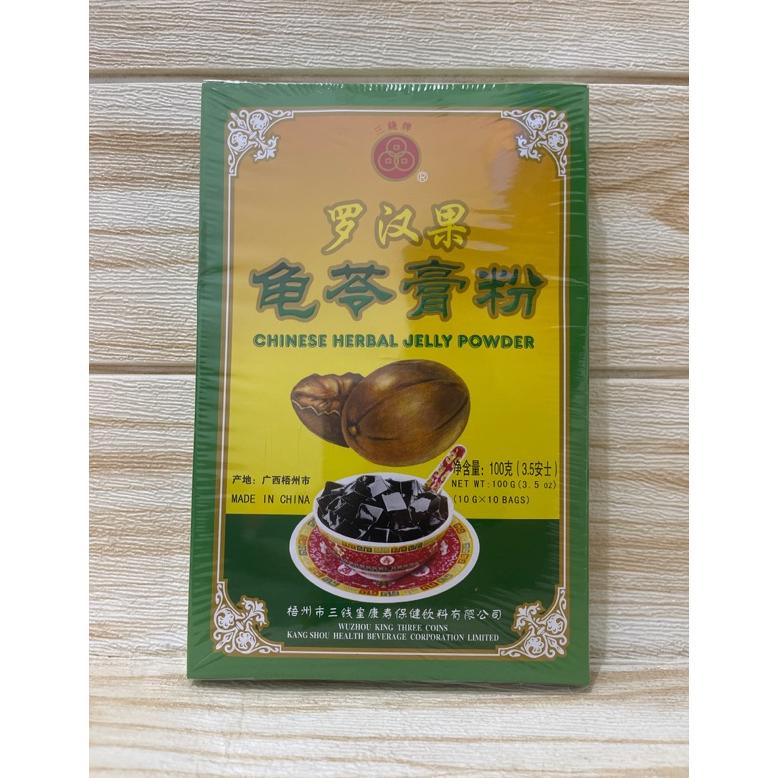 三钱牌
®
罗汉果
龟苓膏粉
CHINESE HERBAL JELLY POWDER
产地: 广西梧州市
MADE IN CHINA
净含量: 100克(3.5安士)
NET WT:100G(3.5 oz)
(10G×10BAGS)
梧州市三钱皇康寿保健饮料有限公司
WUZHOU KING THREE COINS
KANG SHOU HEALTH BEVERAGE CORPORATION LIMITED